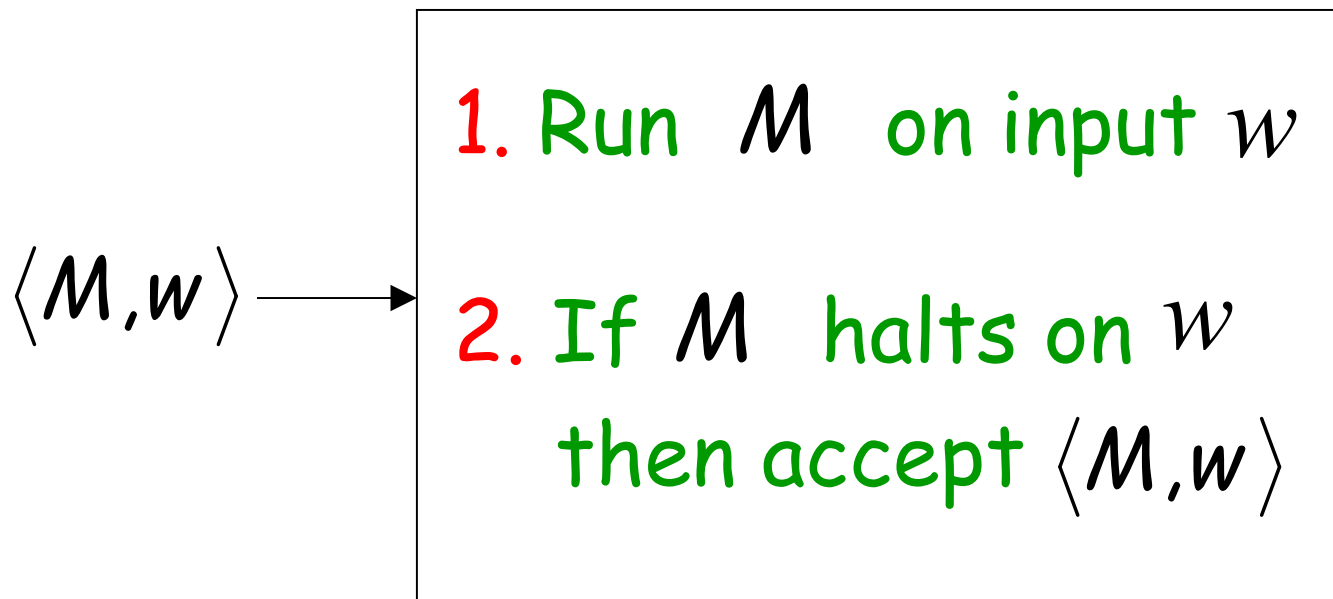 1. Run M on input w
⟨M,w⟩
2. If M halts on w
then accept ⟨M,w⟩